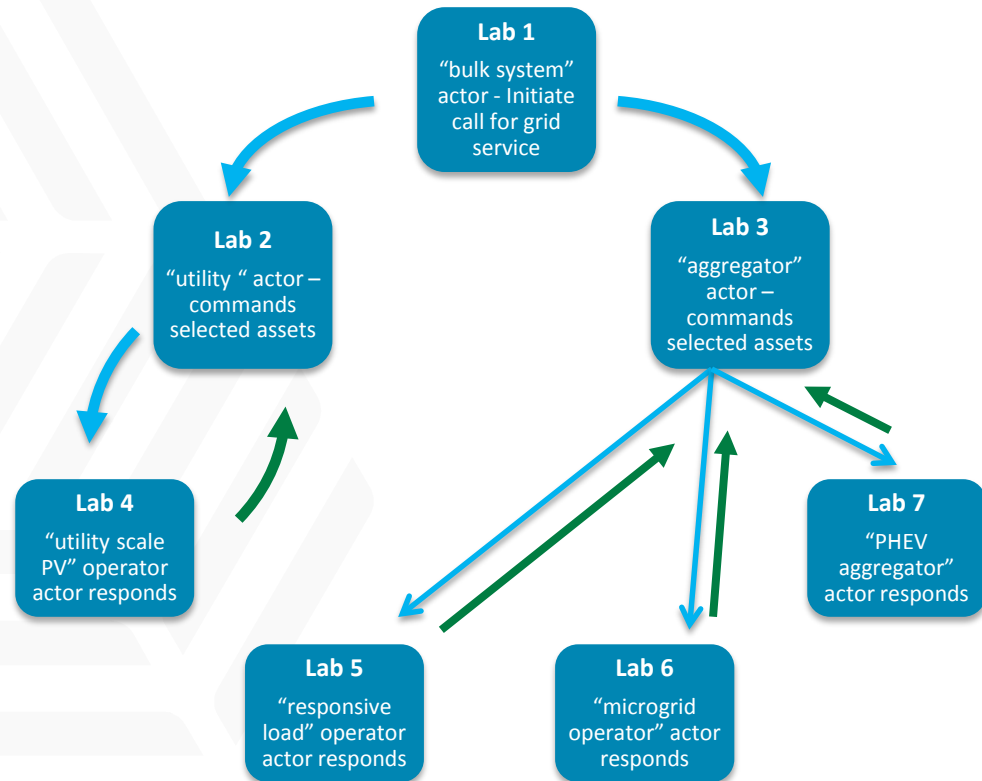 Lab 1
“bulk system”
actor - Initiate
call for grid
service
Lab 2
“utility “ actor –
commands
selected assets
Lab 3
“aggregator”
actor –
commands
selected assets
Lab 4
“utility scale
PV” operator
actor responds
Lab 7
“PHEV
aggregator”
actor responds
Lab 5
“responsive
load” operator
actor responds
Lab 6
“microgrid
operator” actor
responds